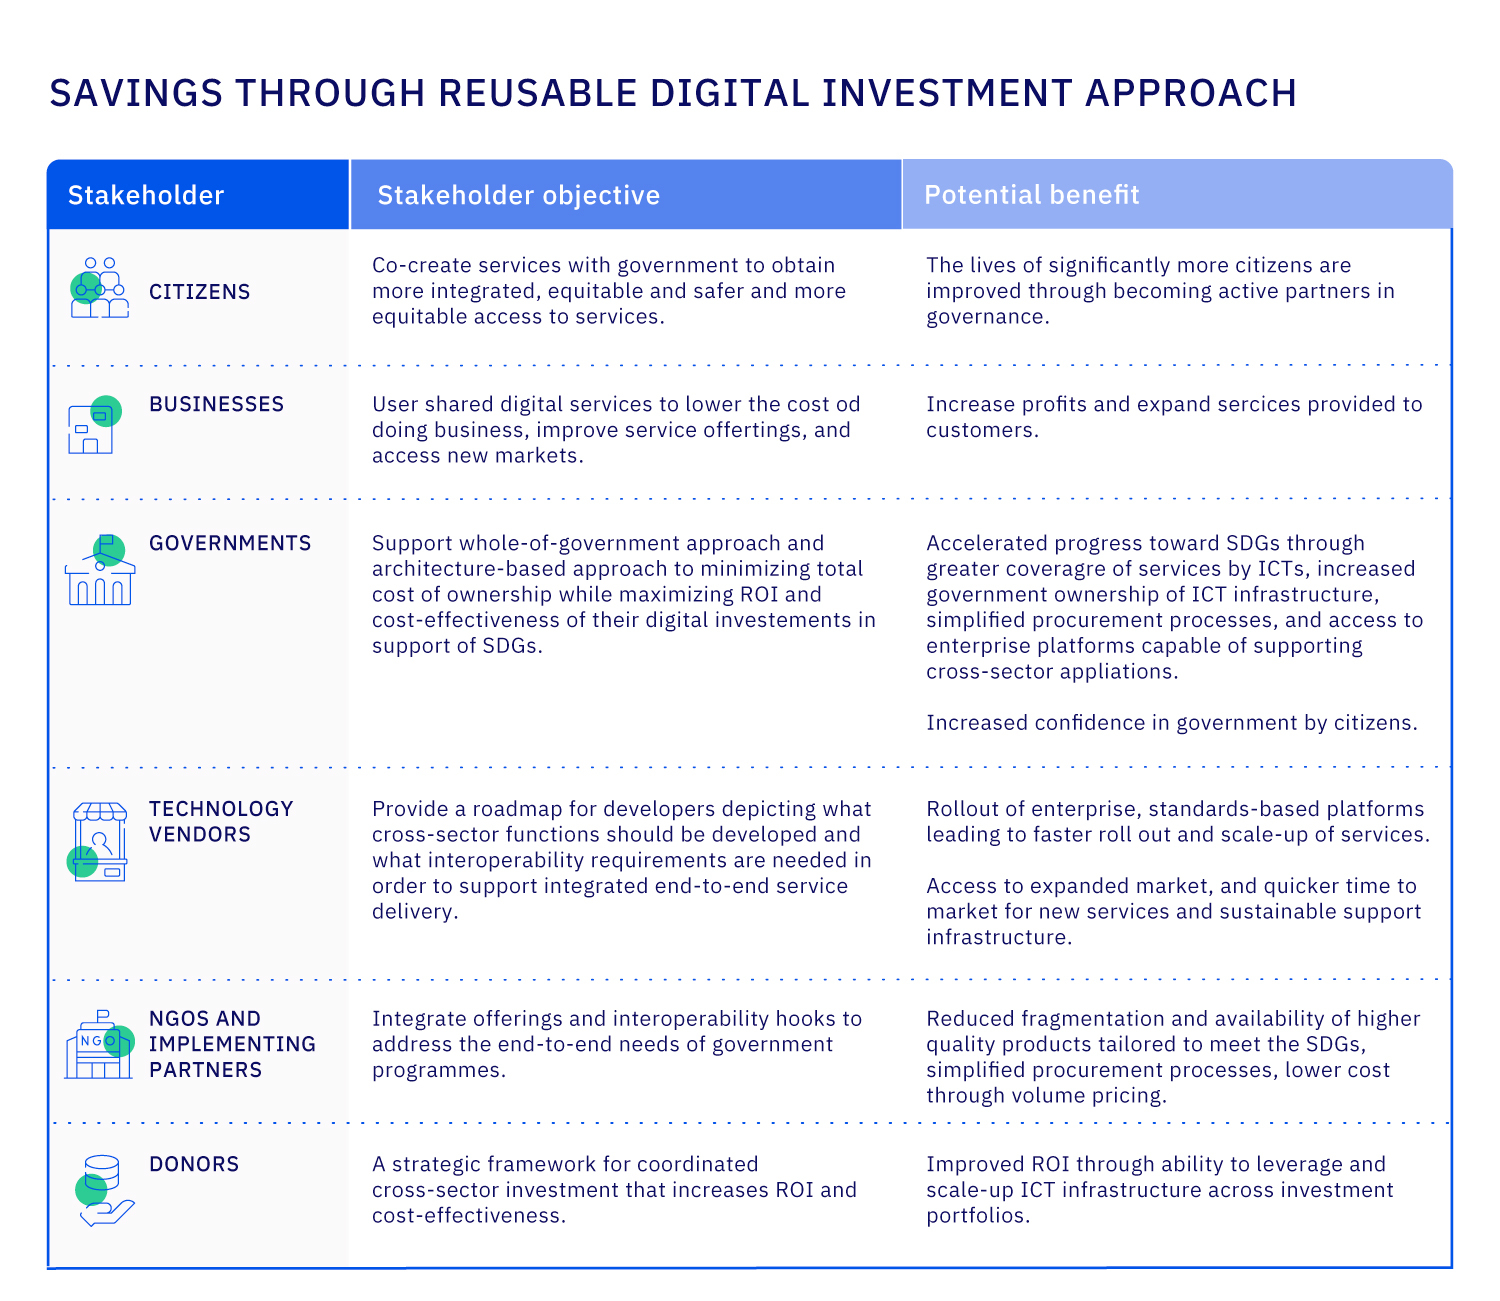 SAVINGS THROUGH REUSABLE DIGITAL INVESTMENT APPROACH
Stakeholder
Stakeholder objective
Potential benefit
CITIZENS
Co-create services with government to obtain
more integrated, equitable and safer and more
equitable access to services.
The lives of significantly more citizens are
improved through becoming active partners in
governance.
BUSINESSES
User shared digital services to lower the cost od
doing business, improve service offertings, and
access new markets.
Increase profits and expand sercices provided to
customers.
GOVERNMENTS
Support whole-of-government approach and
architecture-based approach to minimizing total
cost of ownership while maximizing ROI and
cost-effectiveness of their digital investements in
support of SDGs.
Accelerated progress toward SDGs through
greater coveragre of services by ICTs, increased
government ownership of ICT infrastructure,
simplified procurement processes, and access to
enterprise platforms capable of supporting
cross-sector appliations.
Increased confidence in government by citizens.
TECHNOLOGY
VENDORS
Provide a roadmap for developers depicting what
cross-sector functions should be developed and
what interoperability requirements are needed in
order to support integrated end-to-end service
delivery.
Rollout of enterprise, standards-based platforms
leading to faster roll out and scale-up of services.
Access to expanded market, and quicker time to
market for new services and sustainable support
infrastructure.
NGO
NGOS AND
IMPLEMENTING
PARTNERS
Integrate offerings and interoperability hooks to
address the end-to-end needs of government
programmes.
Reduced fragmentation and availability of higher
quality products tailored to meet the SDGs,
simplified procurement processes, lower cost
through volume pricing.
DONORS
A strategic framework for coordinated
cross-sector investment that increases ROI and
cost-effectiveness.
Improved ROI through ability to leverage and
scale-up ICT infrastructure across investment
portfolios.